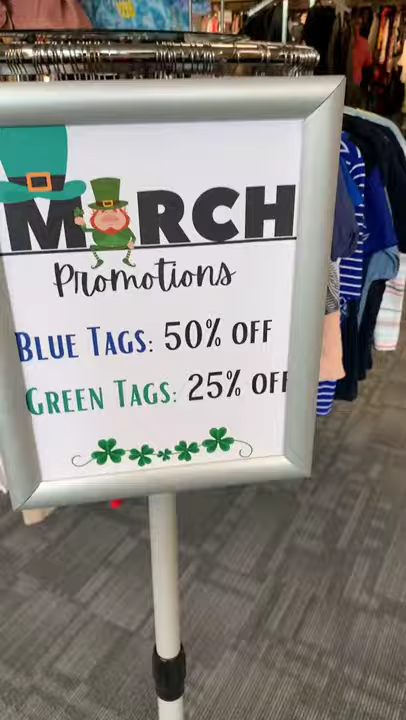 MARCH
Promotions
BLUE TAGS: 50% OFF
GREEN TAGS: 25% OFF